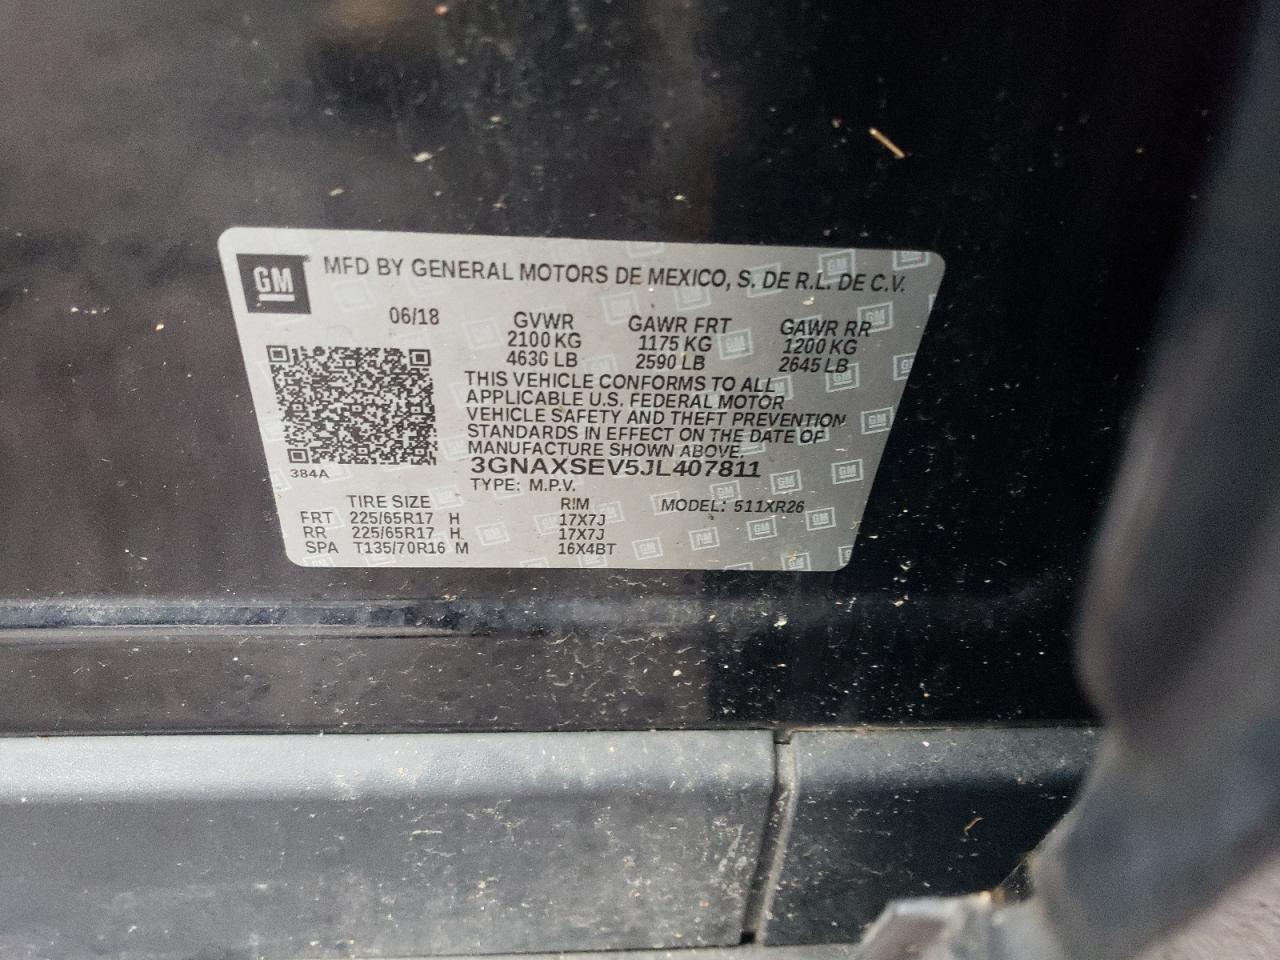 GM MFD BY GENERAL MOTORS DE MEXICO, S. DE R.L. DE C.V.
06/18 GVWR GAWR FRT GAWR RR
2100 KG 1175 KG 1200 KG
4630 LB 2590 LB 2645 LB
THIS VEHICLE CONFORMS TO ALL
APPLICABLE U.S. FEDERAL MOTOR
VEHICLE SAFETY AND THEFT PREVENTION
STANDARDS IN EFFECT ON THE DATE OF
MANUFACTURE SHOWN ABOVE.
3GNAXSEV5JL407811
384A
TYPE: M.P.V.
TIRE SIZE RIM MODEL: 511XR26
FRT 225/65R17 H 17X7J
RR 225/65R17 H 17X7J
SPA T135/70R16 M 16X4BT